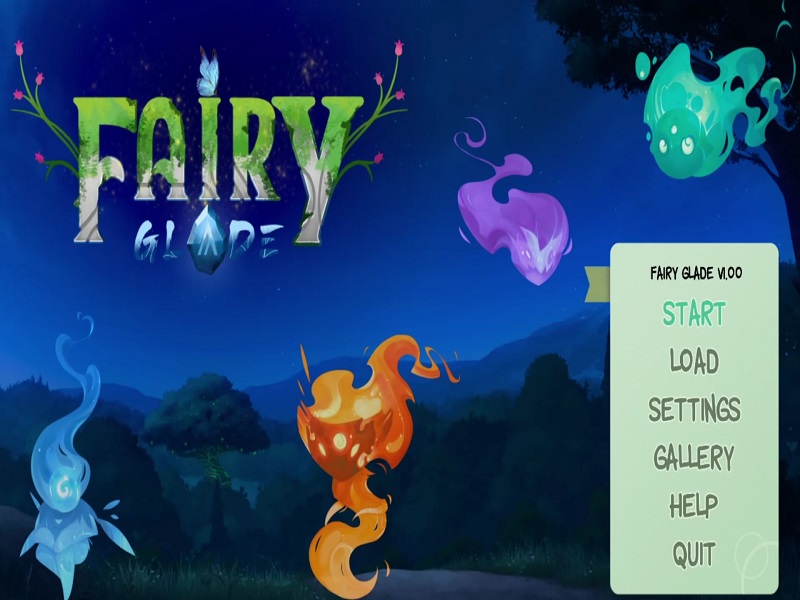 FAIRY
GLADE
FAIRY GLADE V1.00
START
LOAD
SETTINGS
GALLERY
HELP
QUIT